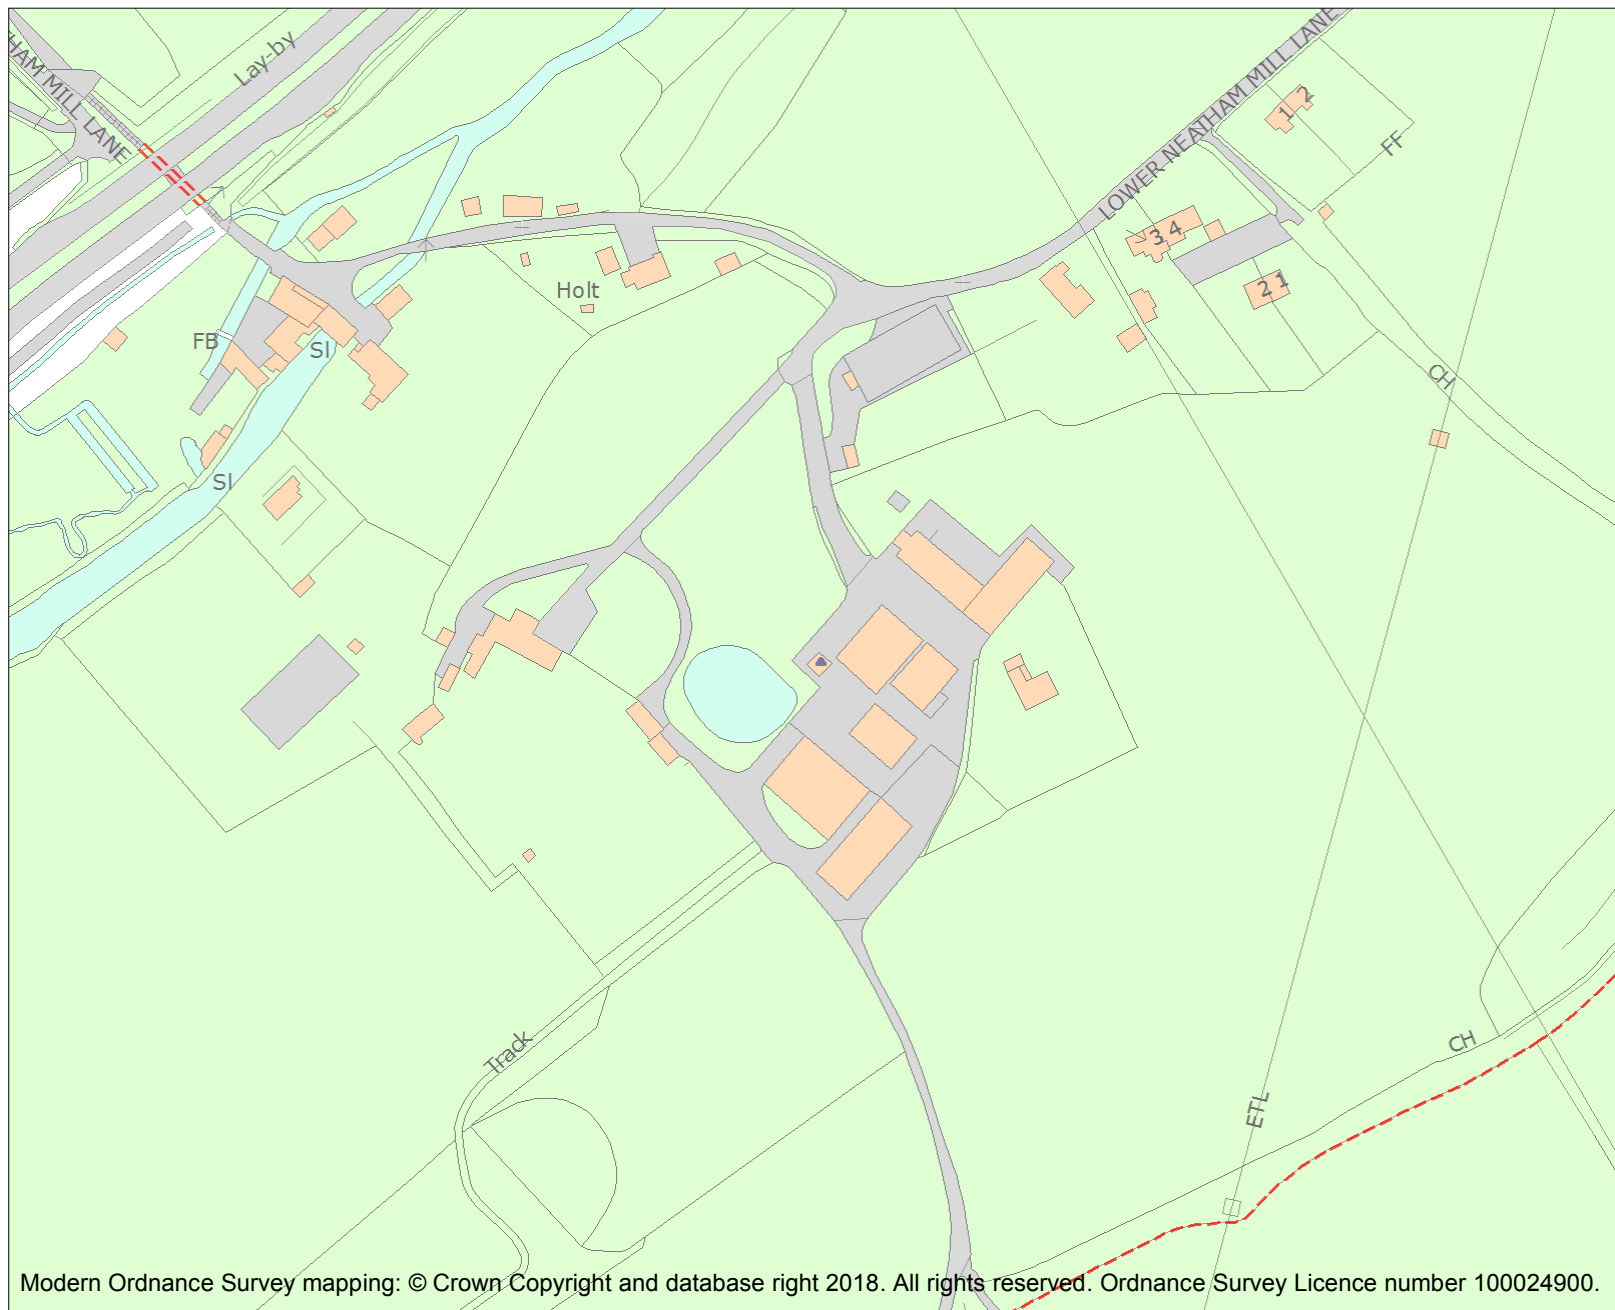 HAM MILL LANE
Lay-by
LOWER NEATHAM MILL LANE
1 2
FF
3 4
2 1
Holt
FB
Sl
CH
Sl
Track
CH
ETL
Modern Ordnance Survey mapping: © Crown Copyright and database right 2018. All rights reserved. Ordnance Survey Licence number 100024900.